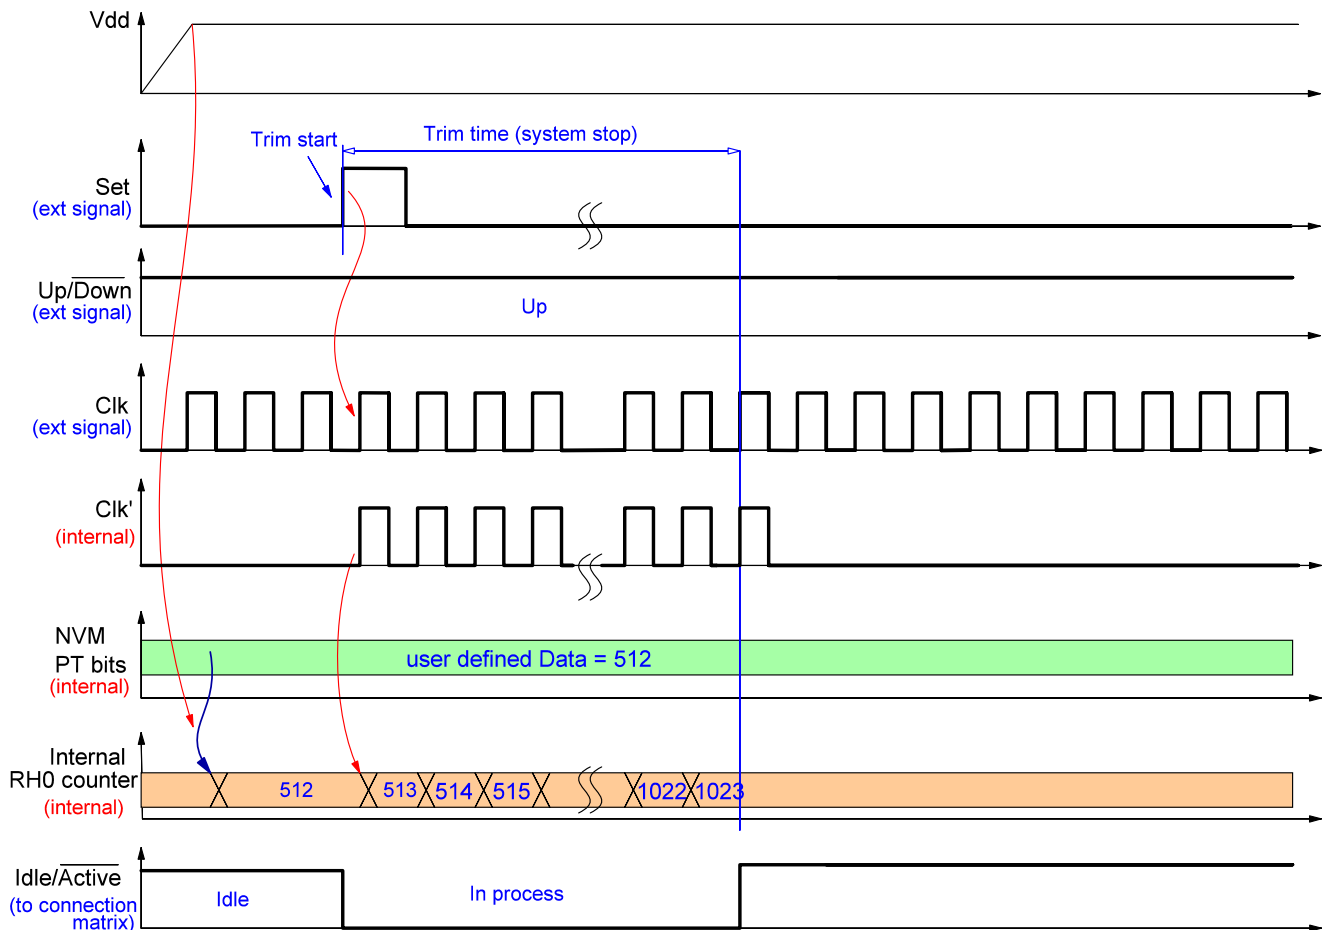 Vdd
Trim start
Trim time (system stop)
Set
(ext signal)
Up/Down
(ext signal)
Up
Clk
(ext signal)
Clk'
(internal)
NVM
PT bits
(internal)
user defined Data = 512
Internal
RH0 counter
(internal)
512
513
514
515
1022
1023
Idle/Active
(to connection
matrix)
Idle
In process